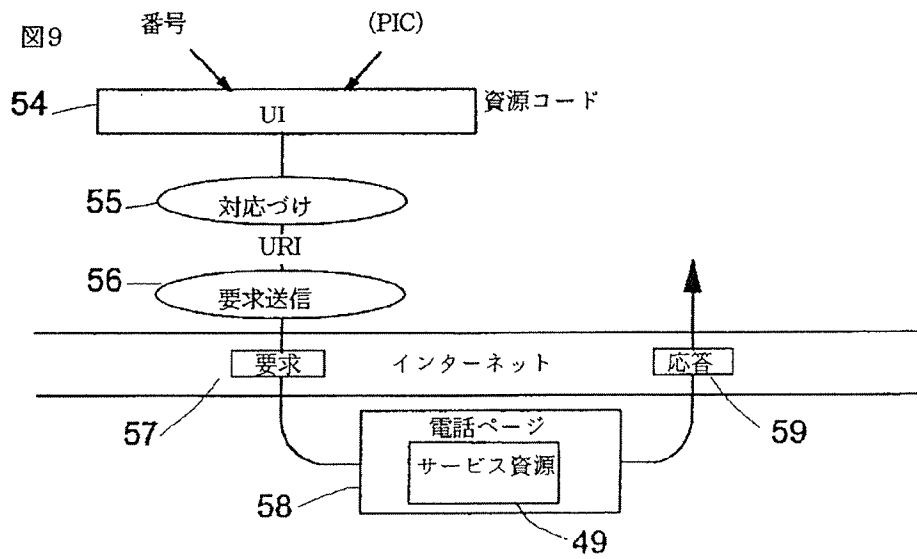 図9
番号
(PIC)
54
UI
資源コード
55
対応づけ
URI
56
要求送信
要求
インターネット
応答
57
59
電話ページ
サービス資源
58
49